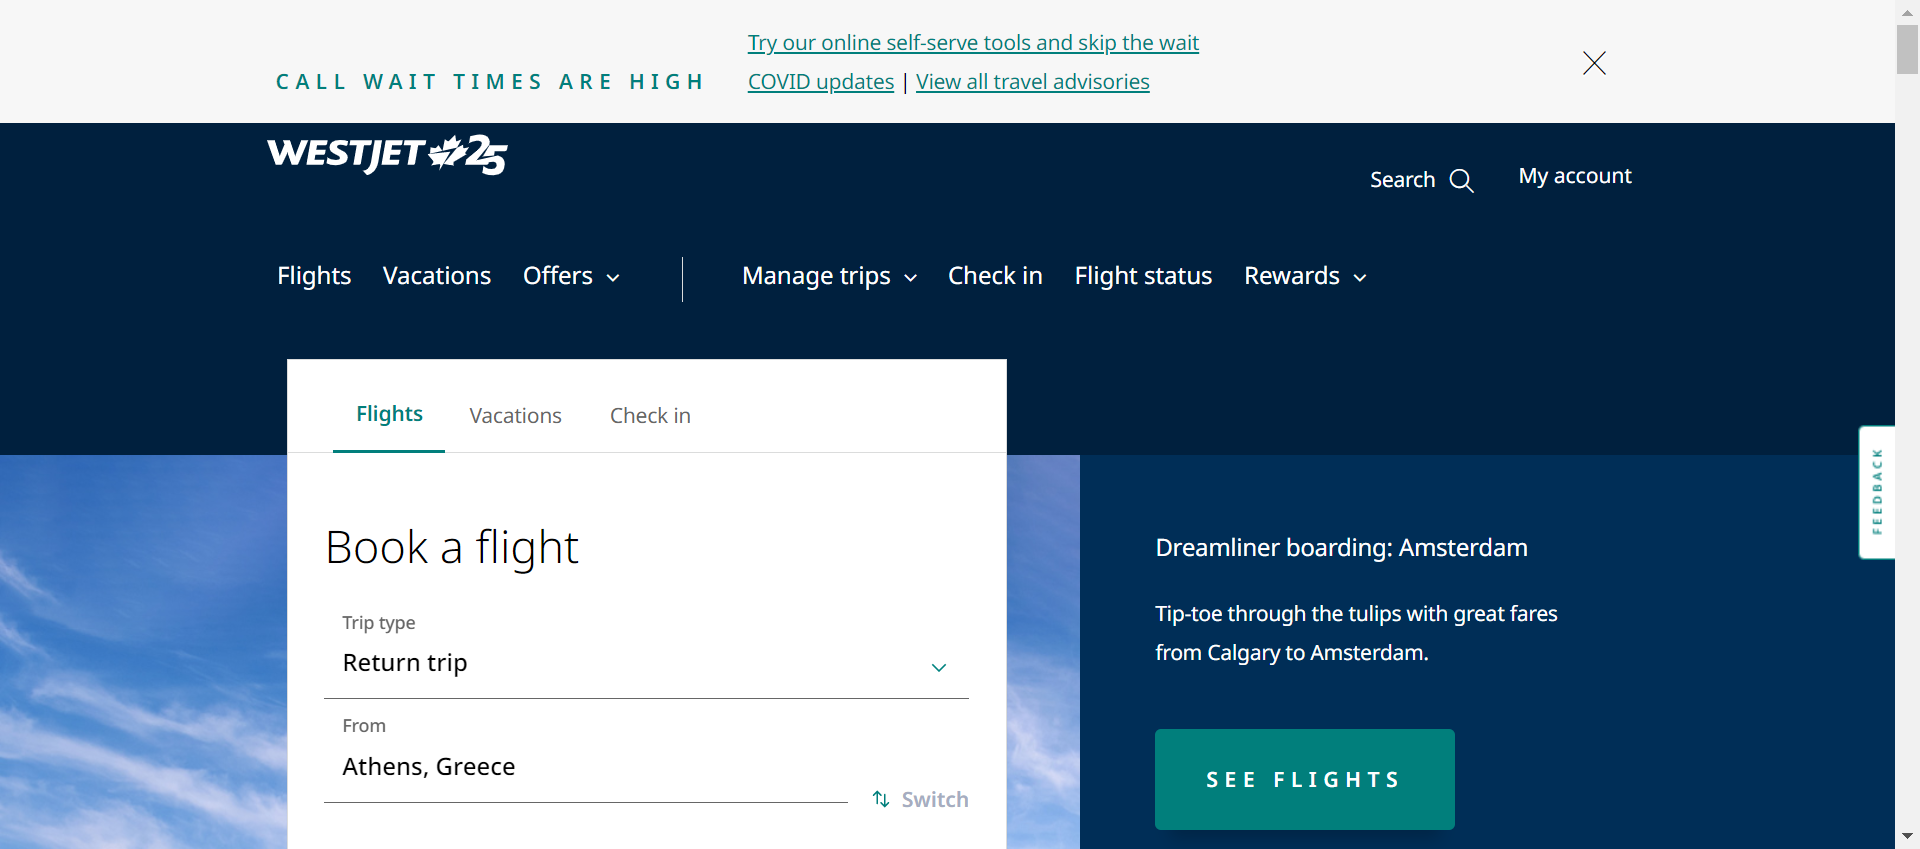 Try our online self-serve tools and skip the wait
CALL WAIT TIMES ARE HIGH
COVID updates | View all travel advisories
WESTJET 25
Search
My account
Flights
Vacations
Offers
Manage trips
Check in
Flight status
Rewards
Flights
Vacations
Check in
Book a flight
Trip type
Return trip
From
Athens, Greece
Switch
Dreamliner boarding: Amsterdam
Tip-toe through the tulips with great fares
from Calgary to Amsterdam.
SEE FLIGHTS
FEEDBACK